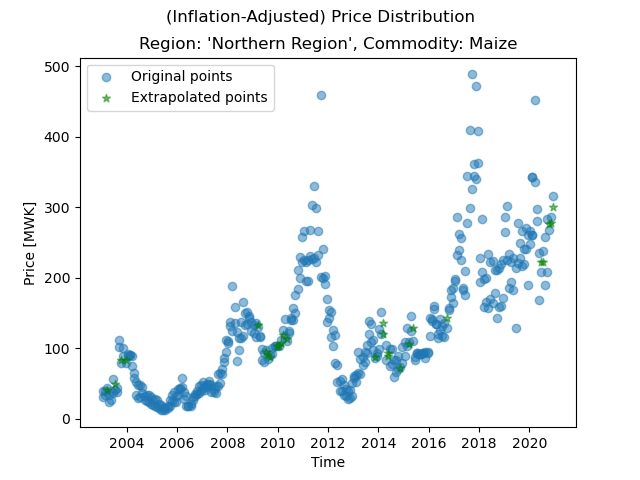 (Inflation-Adjusted) Price Distribution
Region: 'Northern Region', Commodity: Maize
Original points
Extrapolated points
500
400
300
200
100
0
Price [MWK]
2004 2006 2008 2010 2012 2014 2016 2018 2020
Time